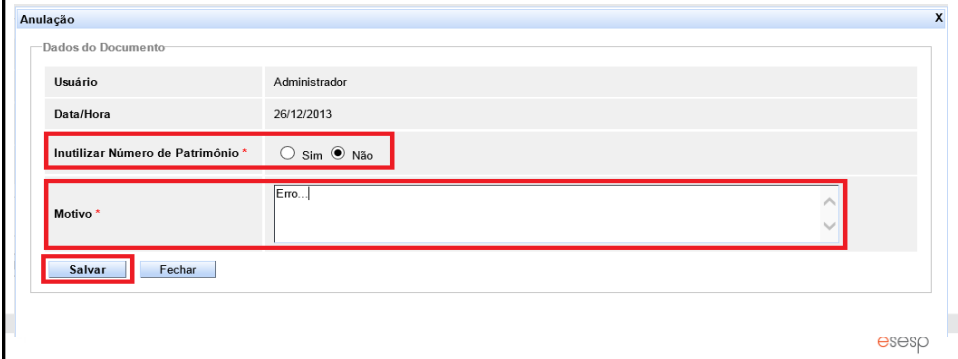 Anulação X
Dados do Documento
Usuário Administrador
Data/Hora 26/12/2013
Inutilizar Número de Patrimônio * Sim Não
Motivo * Erro...
Salvar Fechar
esesp